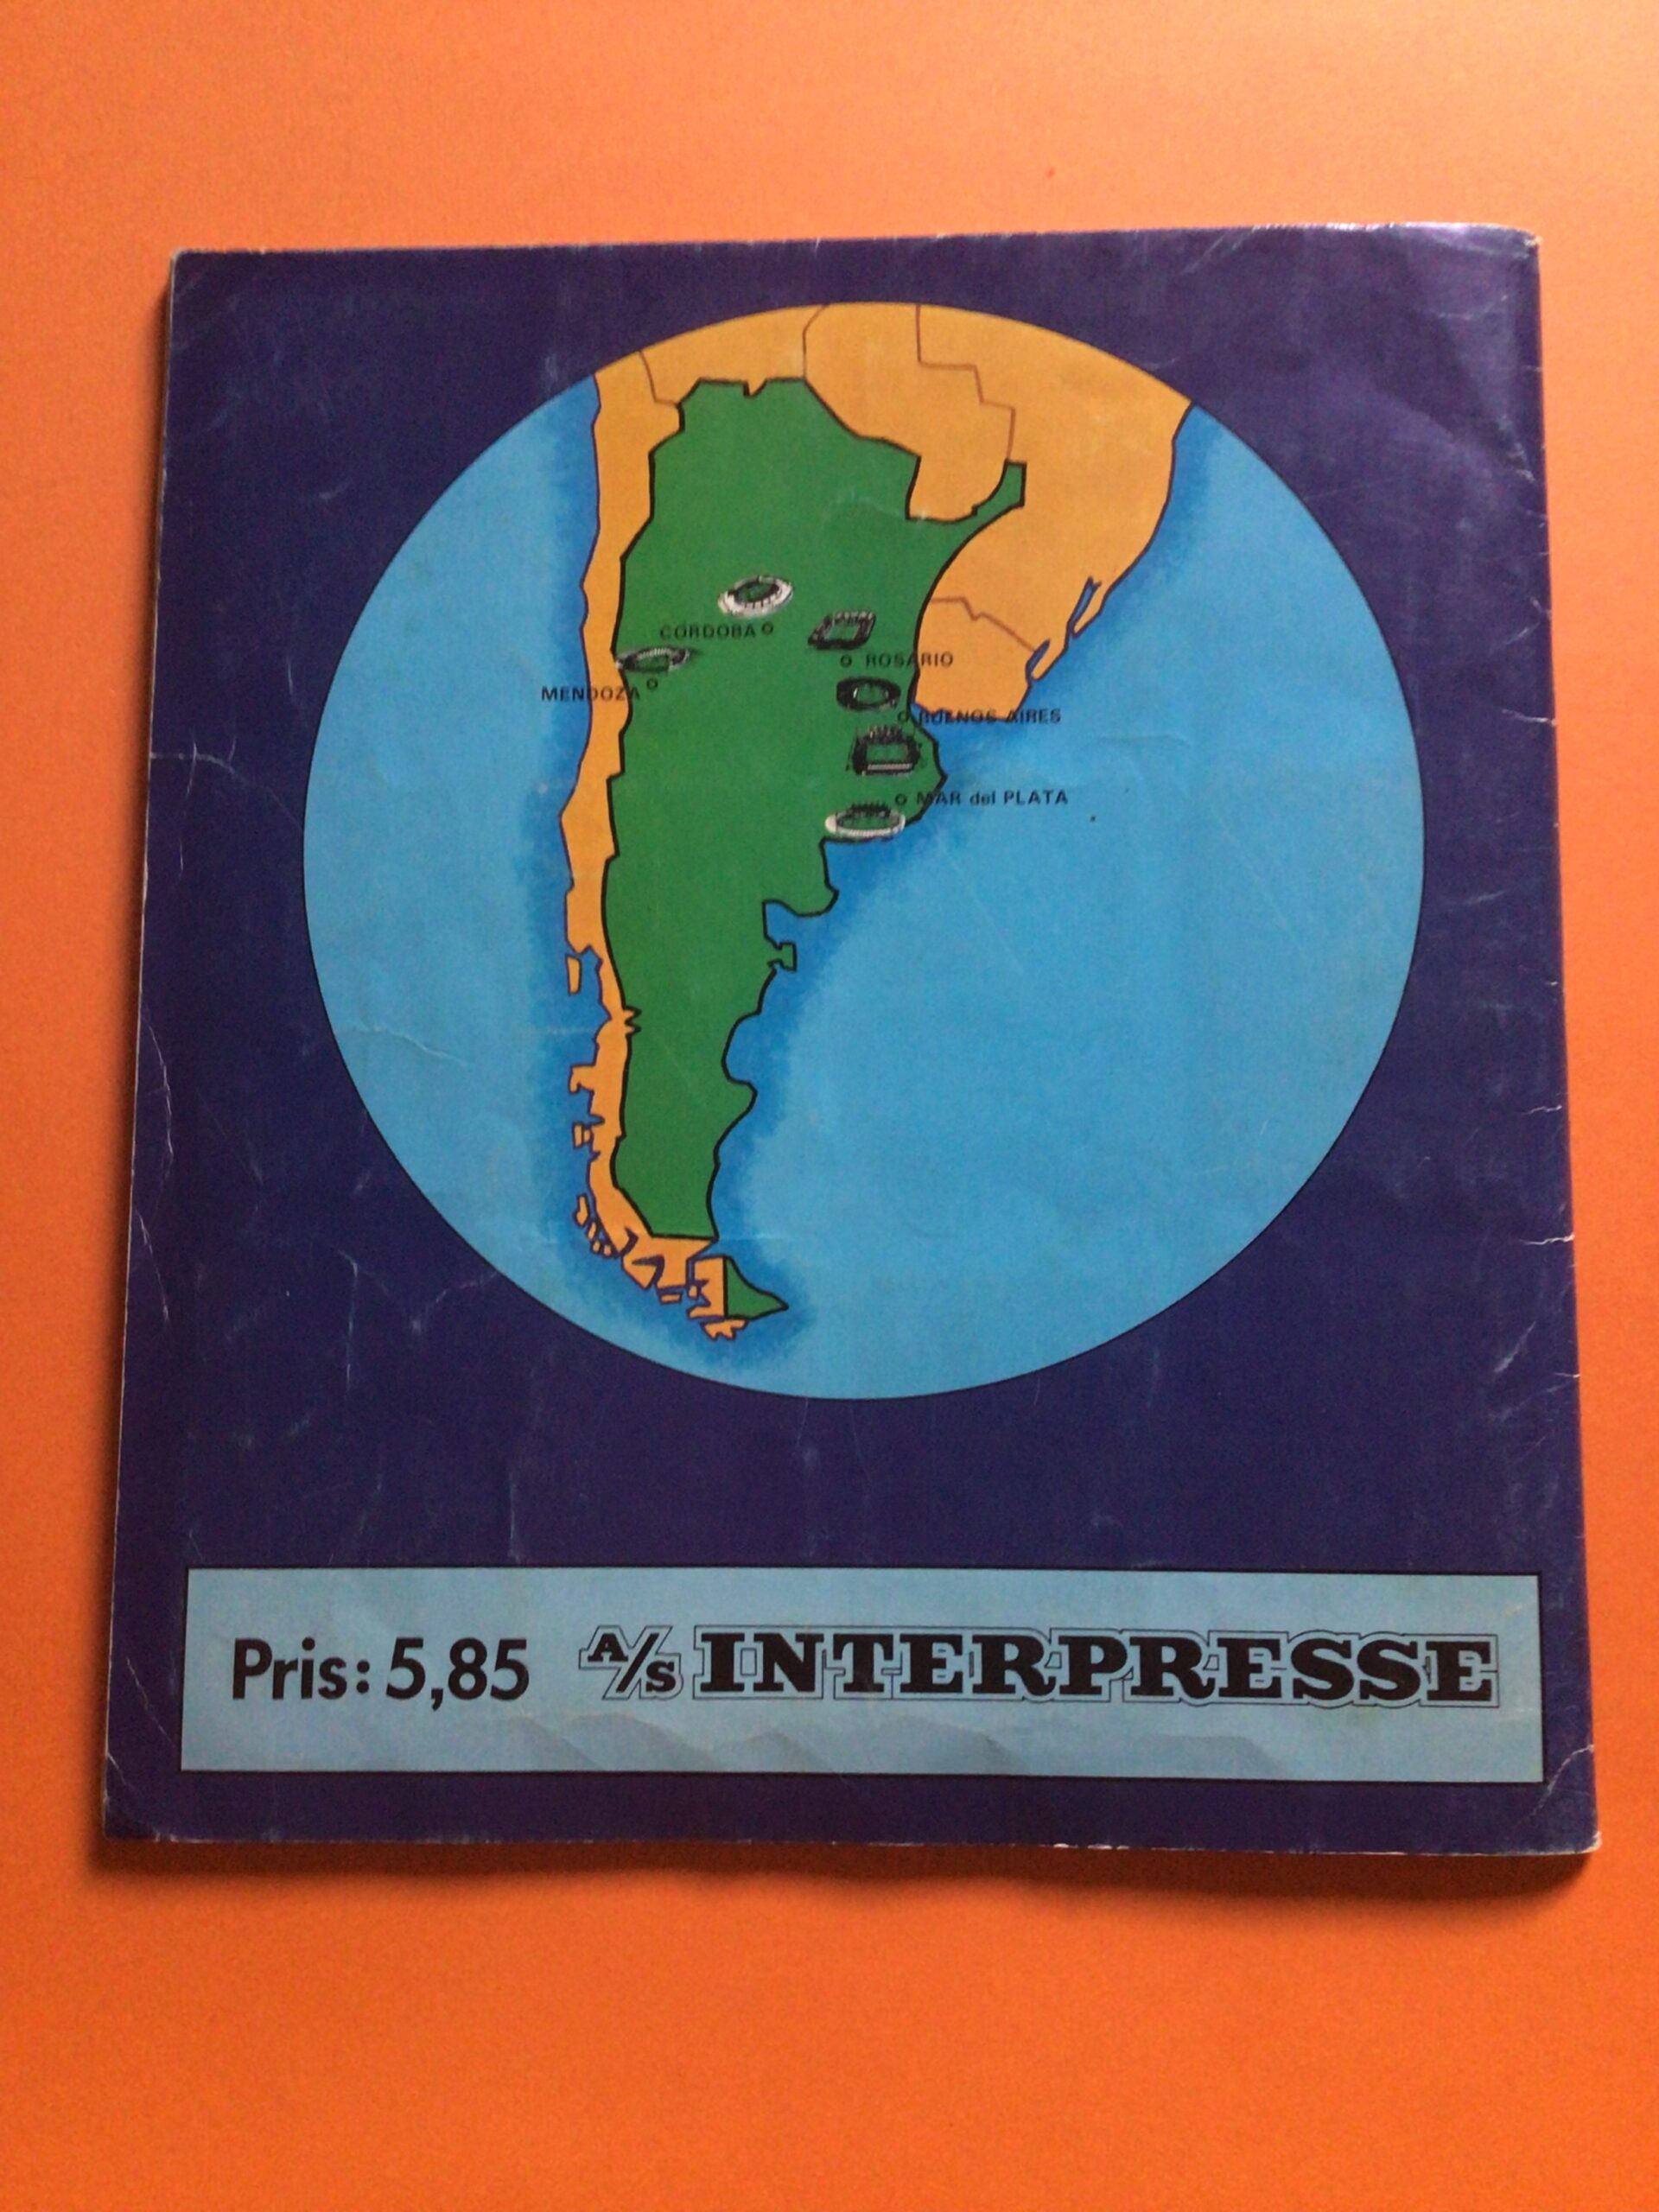 CORDOBA
ROSARIO
MENDOZA
BUENOS AIRES
MAR del PLATA
Pris: 5,85 A/S INTERPRESSE